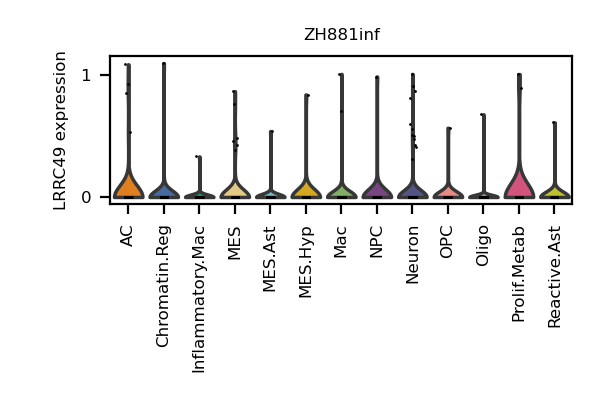 ZH881inf
LRRC49 expression
1
0
AC
Chromatin.Reg
Inflammatory.Mac
MES
MES.Ast
MES.Hyp
Mac
NPC
Neuron
OPC
Oligo
Prolif.Metab
Reactive.Ast